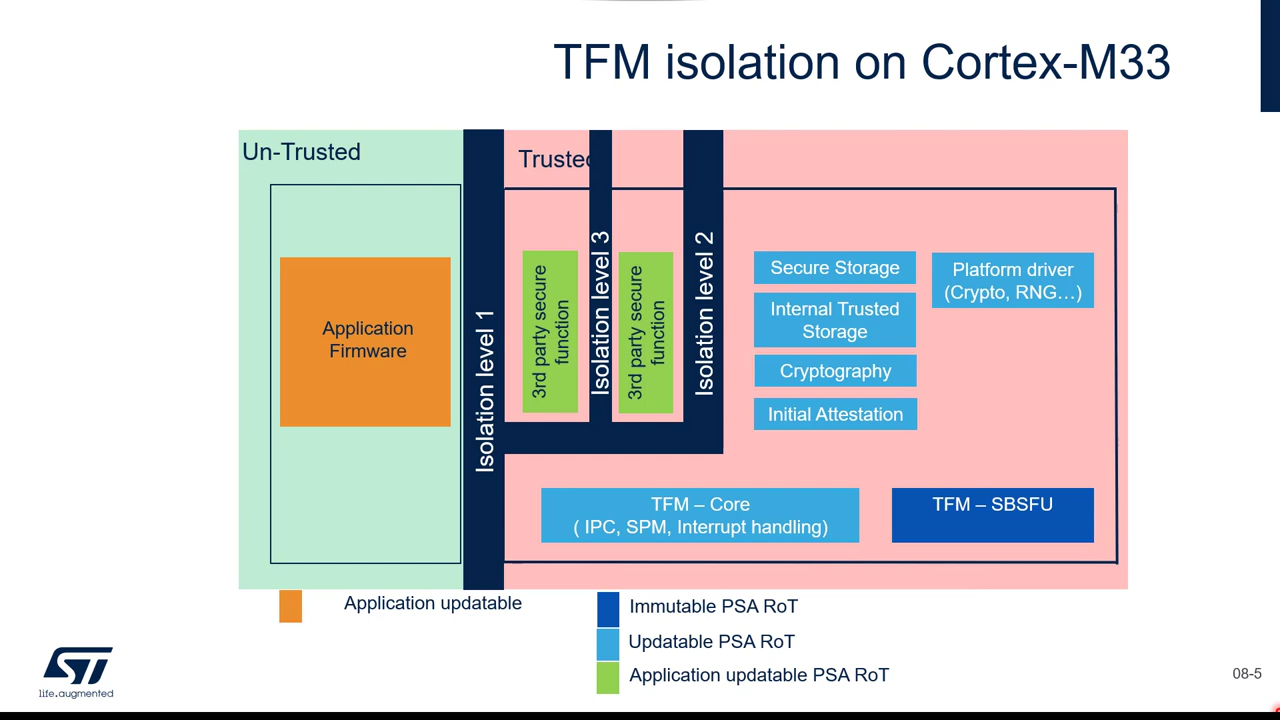 TFM isolation on Cortex-M33
Un-Trusted
Trusted
Application
Firmware
Isolation level 1
3rd party secure
function
Isolation level 3
3rd party secure
function
Isolation level 2
Secure Storage
Internal Trusted
Storage
Cryptography
Initial Attestation
Platform driver
(Crypto, RNG…)
TFM – Core
( IPC, SPM, Interrupt handling)
TFM – SBSFU
Application updatable
Immutable PSA RoT
Updatable PSA RoT
Application updatable PSA RoT
ST
life.augmented
08-5